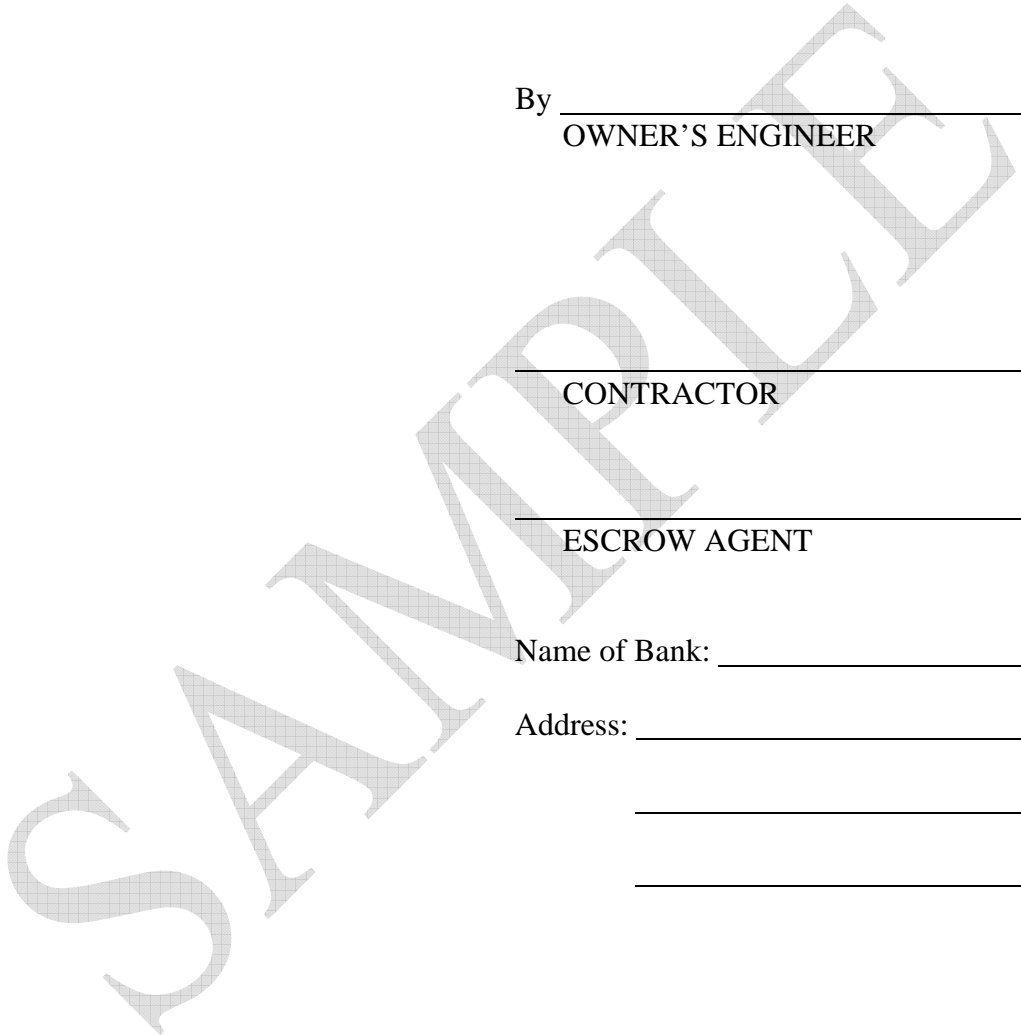 By
OWNER’S ENGINEER
CONTRACTOR
ESCROW AGENT
Name of Bank:
Address:
SAMPLE